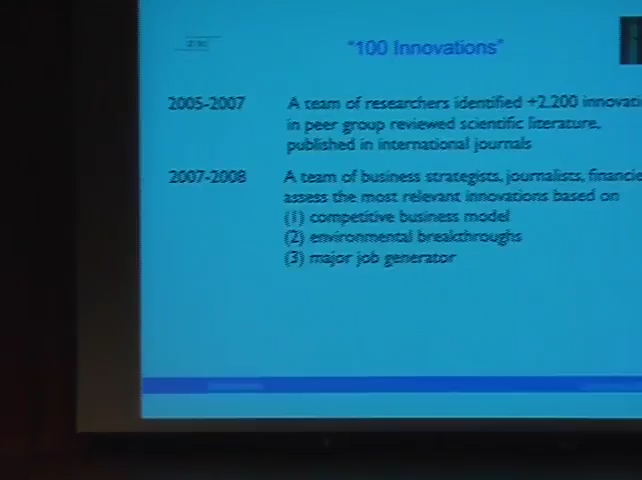 "100 Innovations"
2005-2007 A team of researchers identified +2.200 innovati
in peer group reviewed scientific literature,
published in international journals
2007-2008 A team of business strategists, journalists, financie
assess the most relevant innovations based on
(1) competitive business model
(2) environmental breakthroughs
(3) major job generator